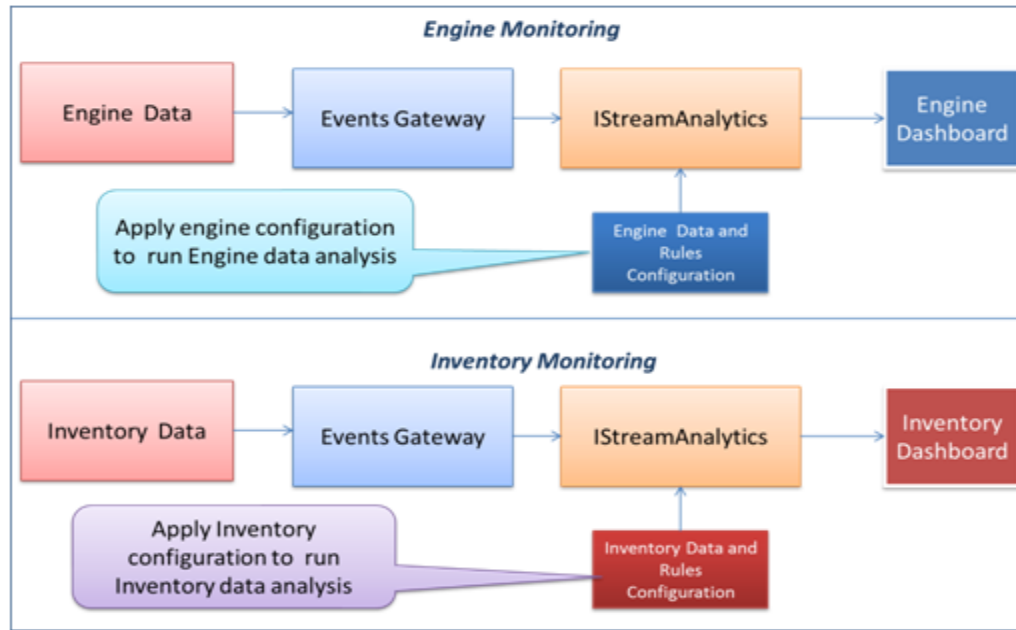 Engine Monitoring
Engine Data
Events Gateway
IStreamAnalytics
Engine
Dashboard
Apply engine configuration
to run Engine data analysis
Engine Data and
Rules
Configuration
Inventory Monitoring
Inventory Data
Events Gateway
IStreamAnalytics
Inventory
Dashboard
Apply Inventory
configuration to run
Inventory data analysis
Inventory Data and
Rules
Configuration